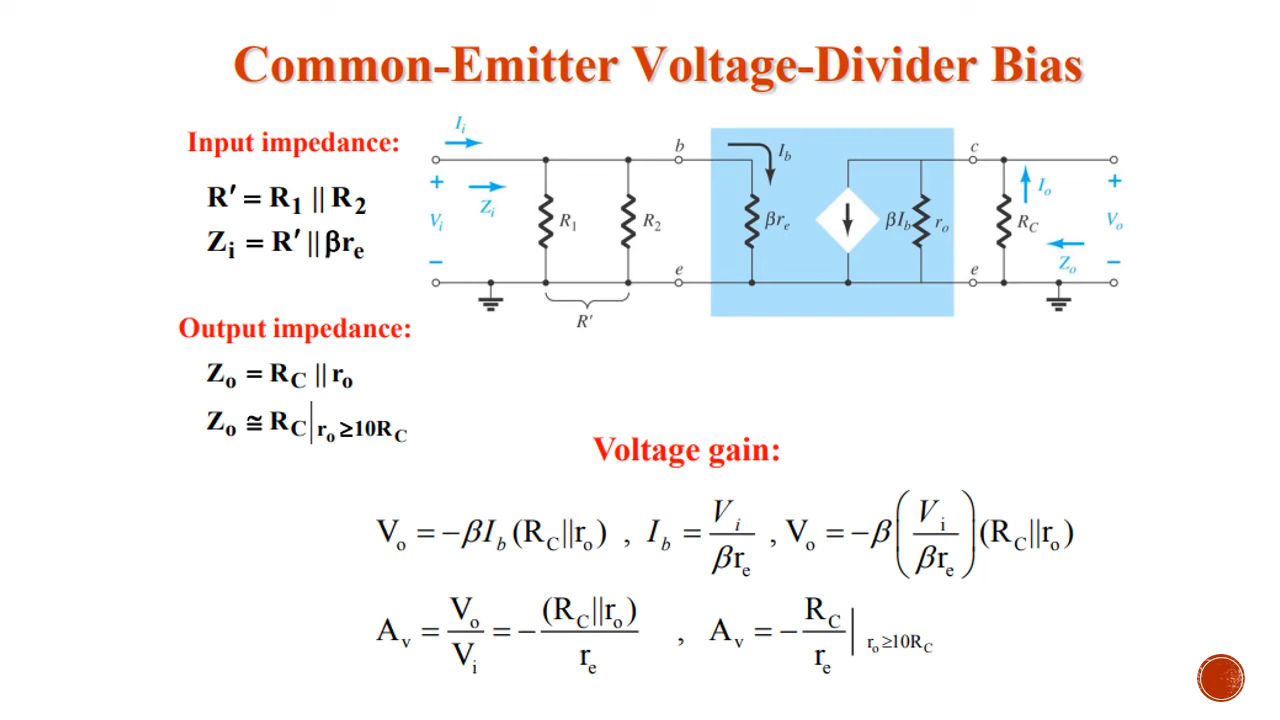 Common-Emitter Voltage-Divider Bias
Input impedance:
R′ = R1 || R2
Zi = R′ || βre
Ii
+
Zi
Vi
−
R1
R2
R'
b
e
Ib
βre
βIb
ro
c
e
Io
RC
Zo
+
Vo
−
Output impedance:
Zo = RC || ro
Zo ≅ RC | ro ≥10RC
Voltage gain:
Vo = −βIb (RC||ro) , Ib = Vi / βre , Vo = −β ( Vi / βre ) (RC||ro)
Av = Vo / Vi = − (RC||ro) / re , Av = − RC / re | ro≥10RC